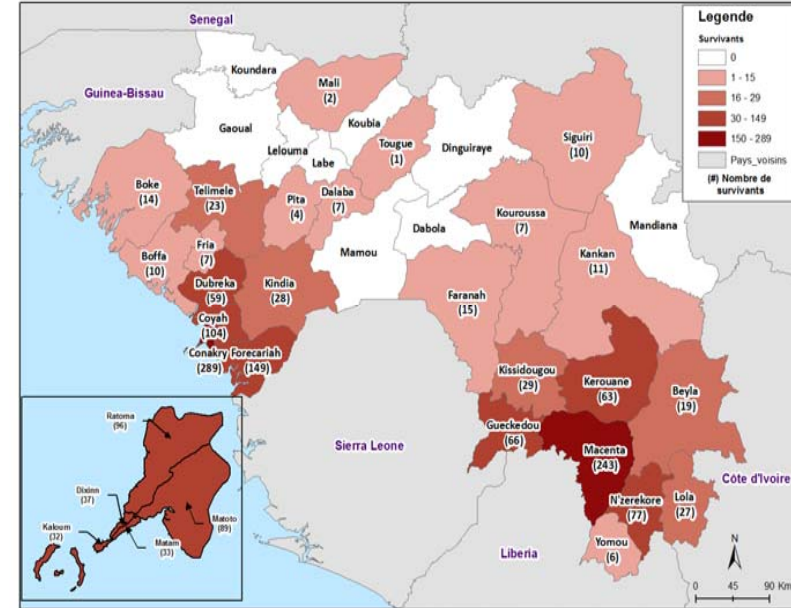 Senegal
Guinea-Bissau
Koundara
Mali
(2)
Gaoual
Koubia
Lelouma
Labe
Tougue
(1)
Dinguiraye
Siguiri
(10)
Boke
(14)
Telimele
(23)
Pita
(4)
Dalaba
(7)
Kouroussa
(7)
Mandiana
Dabola
Mamou
Boffa
(10)
Fria
(7)
Kankan
(11)
Dubreka
(59)
Kindia
(28)
Faranah
(15)
Coyah
(104)
Conakry
(289)
Forecariah
(149)
Kissidougou
(29)
Kerouane
(63)
Beyla
(19)
Gueckedou
(66)
Macenta
(243)
Sierra Leone
Côte d'Ivoire
N'zerekore
(77)
Lola
(27)
Yomou
(6)
Liberia
Legende
Survivants
0
1 - 15
16 - 29
30 - 149
150 - 289
Pays_voisins
(#) Nombre de
survivants
Ratoma
(96)
Dixinn
(37)
Kaloum
(32)
Matam
(33)
Matoto
(89)
N
0 45 90 Km